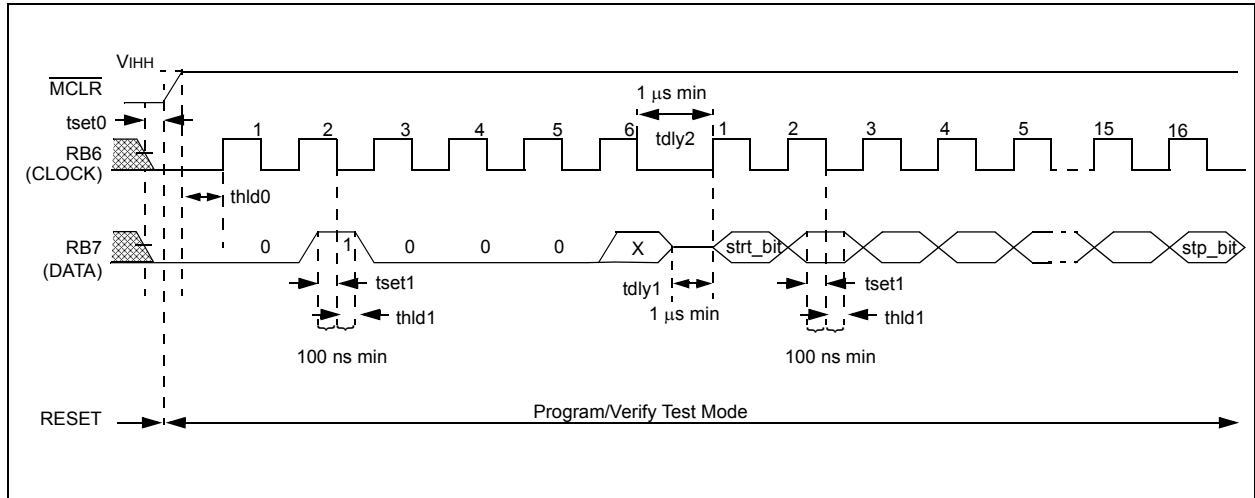 VIHH
MCLR
1 μs min
tset0
tdly2
1 2 3 4 5 6 1 2 3 4 5 15 16
RB6
(CLOCK)
thld0
RB7
(DATA)
0 1 0 0 0 X strt_bit stp_bit
tset1
tdly1
tset1
thld1
1 μs min
thld1
100 ns min
100 ns min
RESET
Program/Verify Test Mode